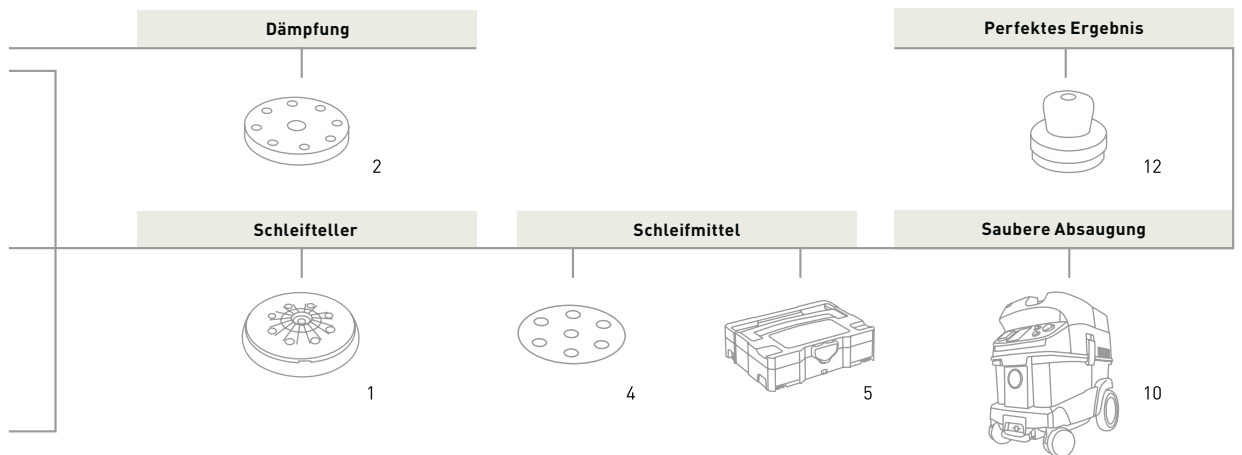 Dämpfung
Perfektes Ergebnis
2
12
Schleifteller
Schleifmittel
Saubere Absaugung
1
4
5
10